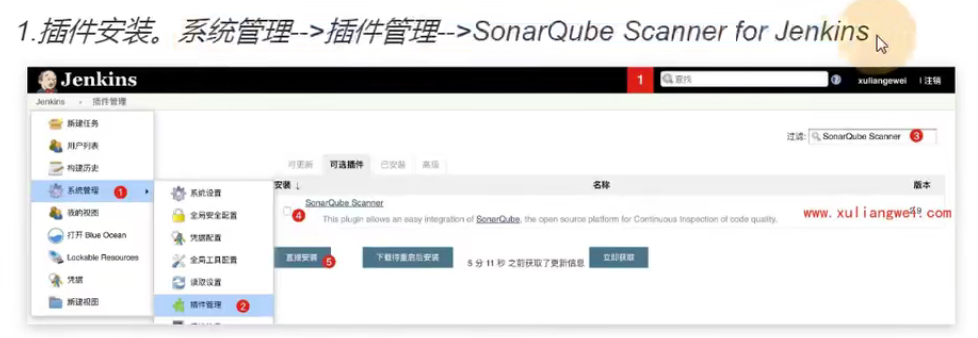 1.插件安装。系统管理-->插件管理-->SonarQube Scanner for Jenkins
Jenkins
1
查找
xuliangwei
| 注销
Jenkins
插件管理
新建任务
用户列表
构建历史
系统管理 1
我的视图
打开 Blue Ocean
Lockable Resources
凭据
新建视图
系统设置
全局安全配置
凭据配置
全局工具配置
读取设置
插件管理 2
过滤: SonarQube Scanner 3
可更新 可选插件 已安装 高级
安装 ↓ 名称 版本
SonarQube Scanner
4
This plugin allows an easy integration of SonarQube, the open source platform for Continuous Inspection of code quality.
www.xuliangwei.com
直接安装 5 下载待重启后安装 5 分 11 秒 之前获取了更新信息 立即获取